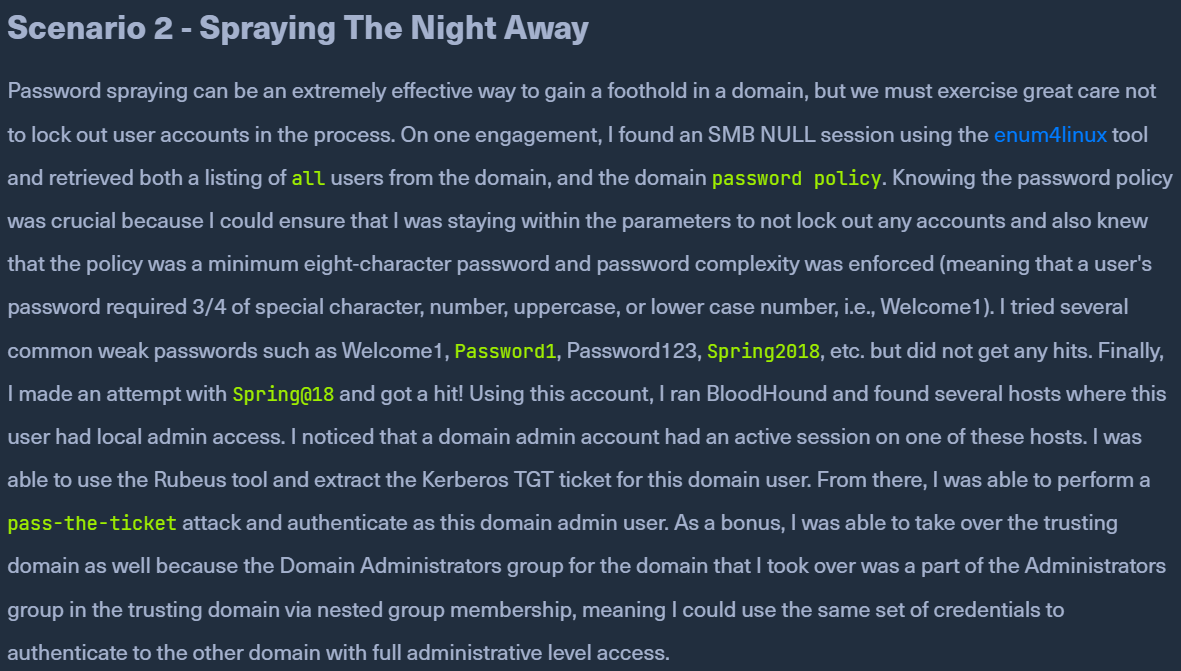 Scenario 2 - Spraying The Night Away
Password spraying can be an extremely effective way to gain a foothold in a domain, but we must exercise great care not
to lock out user accounts in the process. On one engagement, I found an SMB NULL session using the enum4linux tool
and retrieved both a listing of all users from the domain, and the domain password policy. Knowing the password policy
was crucial because I could ensure that I was staying within the parameters to not lock out any accounts and also knew
that the policy was a minimum eight-character password and password complexity was enforced (meaning that a user's
password required 3/4 of special character, number, uppercase, or lower case number, i.e., Welcome1). I tried several
common weak passwords such as Welcome1, Password1, Password123, Spring2018, etc. but did not get any hits. Finally,
I made an attempt with Spring@18 and got a hit! Using this account, I ran BloodHound and found several hosts where this
user had local admin access. I noticed that a domain admin account had an active session on one of these hosts. I was
able to use the Rubeus tool and extract the Kerberos TGT ticket for this domain user. From there, I was able to perform a
pass-the-ticket attack and authenticate as this domain admin user. As a bonus, I was able to take over the trusting
domain as well because the Domain Administrators group for the domain that I took over was a part of the Administrators
group in the trusting domain via nested group membership, meaning I could use the same set of credentials to
authenticate to the other domain with full administrative level access.